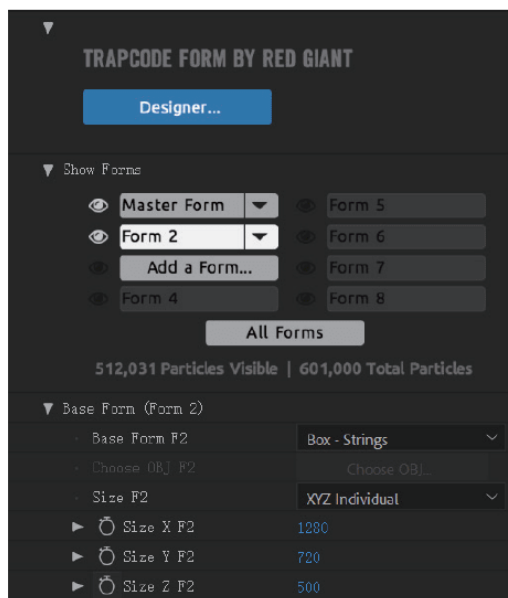 TRAPCODE FORM BY RED GIANT
Designer...
Show Forms
Master Form Form 5
Form 2 Form 6
Add a Form... Form 7
Form 4 Form 8
All Forms
512,031 Particles Visible | 601,000 Total Particles
Base Form (Form 2)
Base Form F2 Box - Strings
Choose OBJ F2 Choose OBJ...
Size F2 XYZ Individual
Size X F2 1280
Size Y F2 720
Size Z F2 500